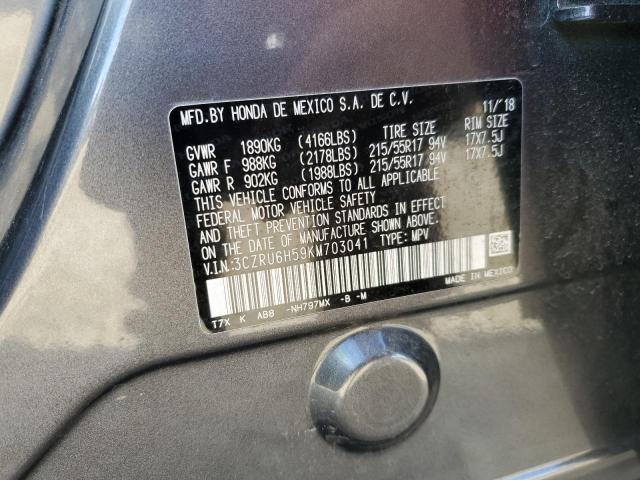 MFD.BY HONDA DE MEXICO S.A. DE C.V. 11/'18
TIRE SIZE RIM SIZE
GVWR 1890KG (4166LBS)
GAWR F 988KG (2178LBS) 215/55R17 94V 17X7.5J
GAWR R 902KG (1988LBS) 215/55R17 94V 17X7.5J
THIS VEHICLE CONFORMS TO ALL APPLICABLE
FEDERAL MOTOR VEHICLE SAFETY
AND THEFT PREVENTION STANDARDS IN EFFECT
ON THE DATE OF MANUFACTURE SHOWN ABOVE.
V.I.N:3CZRU6H59KM703041 TYPE: MPV
T7X K AB8 -NH797MX -B -M MADE IN MEXICO